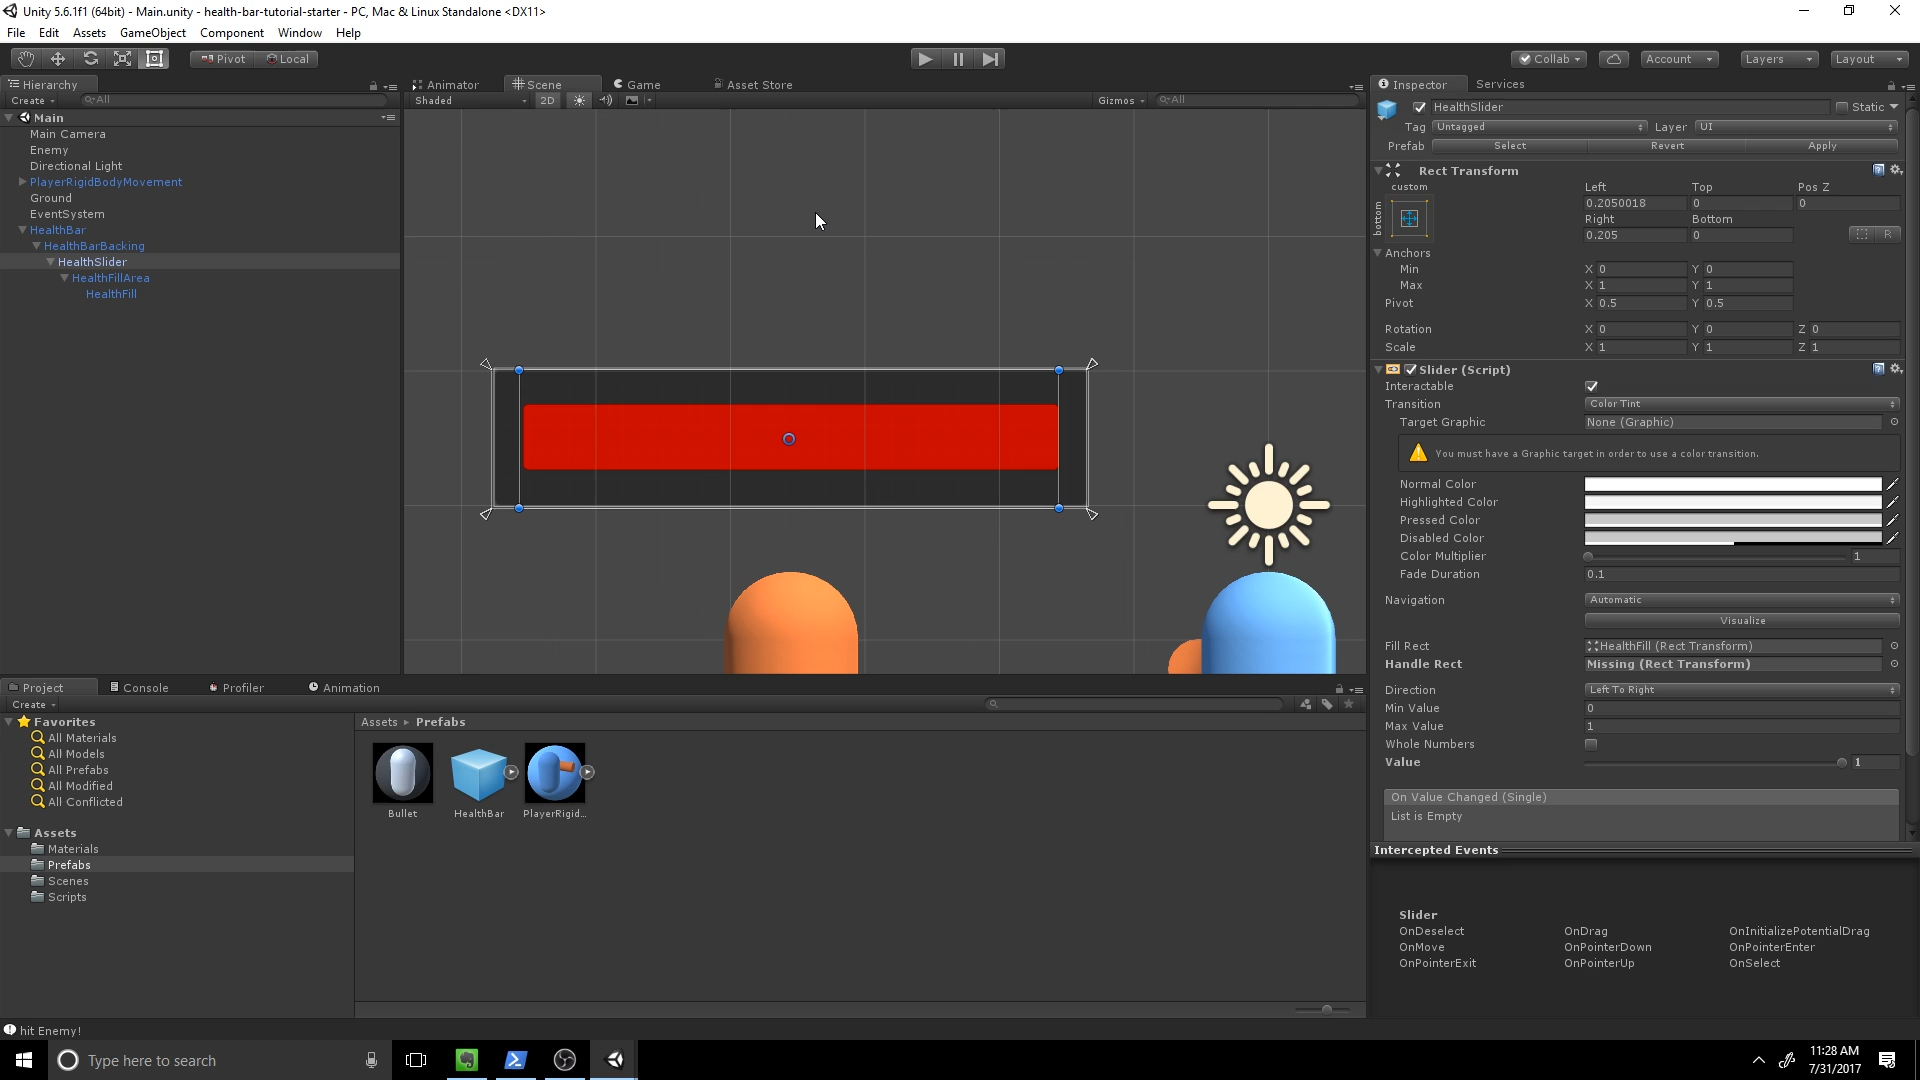 Unity 5.6.1f1 (64bit) - Main.unity - health-bar-tutorial-starter - PC, Mac & Linux Standalone <DX11>
File Edit Assets GameObject Component Window Help
Pivot Local Collab Account Layers Layout
Hierarchy
Create All
Main
Main Camera
Enemy
Directional Light
PlayerRigidBodyMovement
Ground
EventSystem
HealthBar
HealthBarBacking
HealthSlider
HealthFillArea
HealthFill
Animator Scene Game Asset Store
Shaded 2D Gizmos All
Inspector Services
HealthSlider Static
Tag Untagged Layer UI
Prefab Select Revert Apply
Rect Transform
custom Left Top Pos Z
bottom 0.2050018 0 0
Right Bottom
0.205 0 R
Anchors
Min X 0 Y 0
Max X 1 Y 1
Pivot X 0.5 Y 0.5
Rotation X 0 Y 0 Z 0
Scale X 1 Y 1 Z 1
Slider (Script)
Interactable
Transition Color Tint
Target Graphic None (Graphic)
You must have a Graphic target in order to use a color transition.
Normal Color
Highlighted Color
Pressed Color
Disabled Color
Color Multiplier 1
Fade Duration 0.1
Navigation Automatic
Visualize
Fill Rect HealthFill (Rect Transform)
Handle Rect Missing (Rect Transform)
Direction Left To Right
Min Value 0
Max Value 1
Whole Numbers
Value 1
On Value Changed (Single)
List is Empty
Intercepted Events
Slider
OnDeselect OnDrag OnInitializePotentialDrag
OnMove OnPointerDown OnPointerEnter
OnPointerExit OnPointerUp OnSelect
Project Console Profiler Animation
Create
Favorites
All Materials
All Models
All Prefabs
All Modified
All Conflicted
Assets
Materials
Prefabs
Scenes
Scripts
Assets Prefabs
Bullet HealthBar PlayerRigid...
hit Enemy!
Type here to search
11:28 AM
7/31/2017